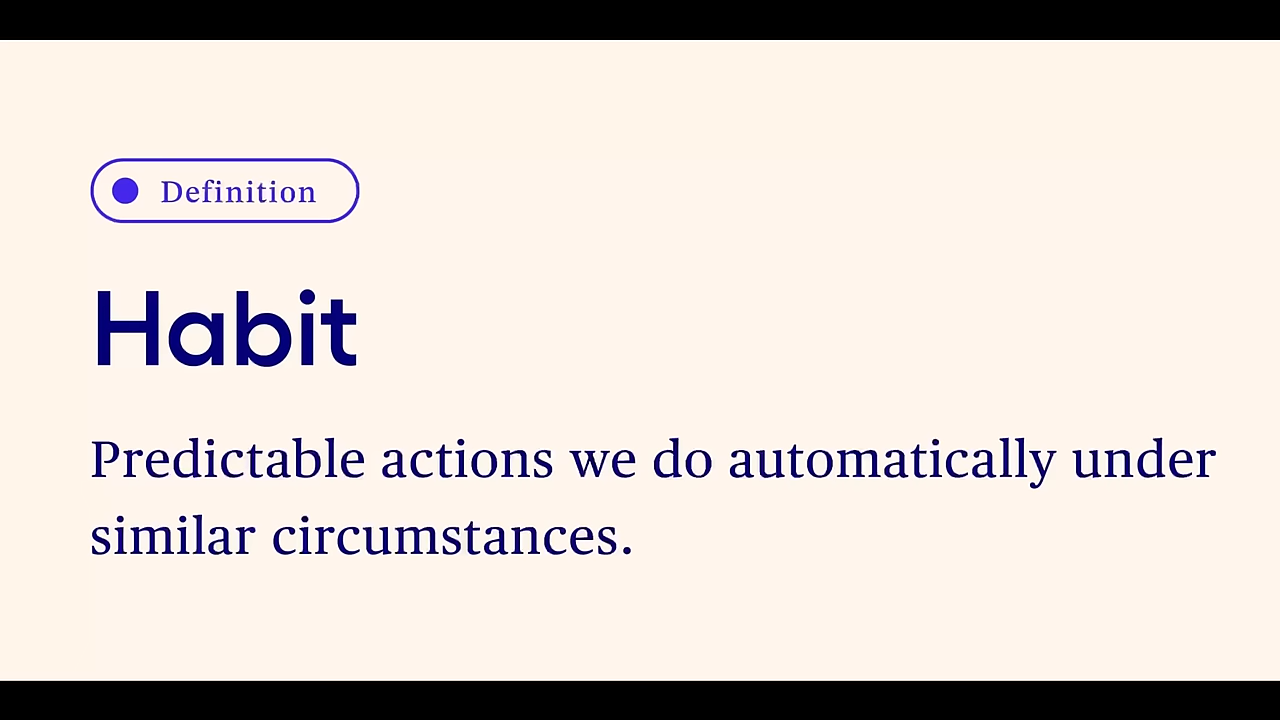 Definition
Habit
Predictable actions we do automatically under
similar circumstances.